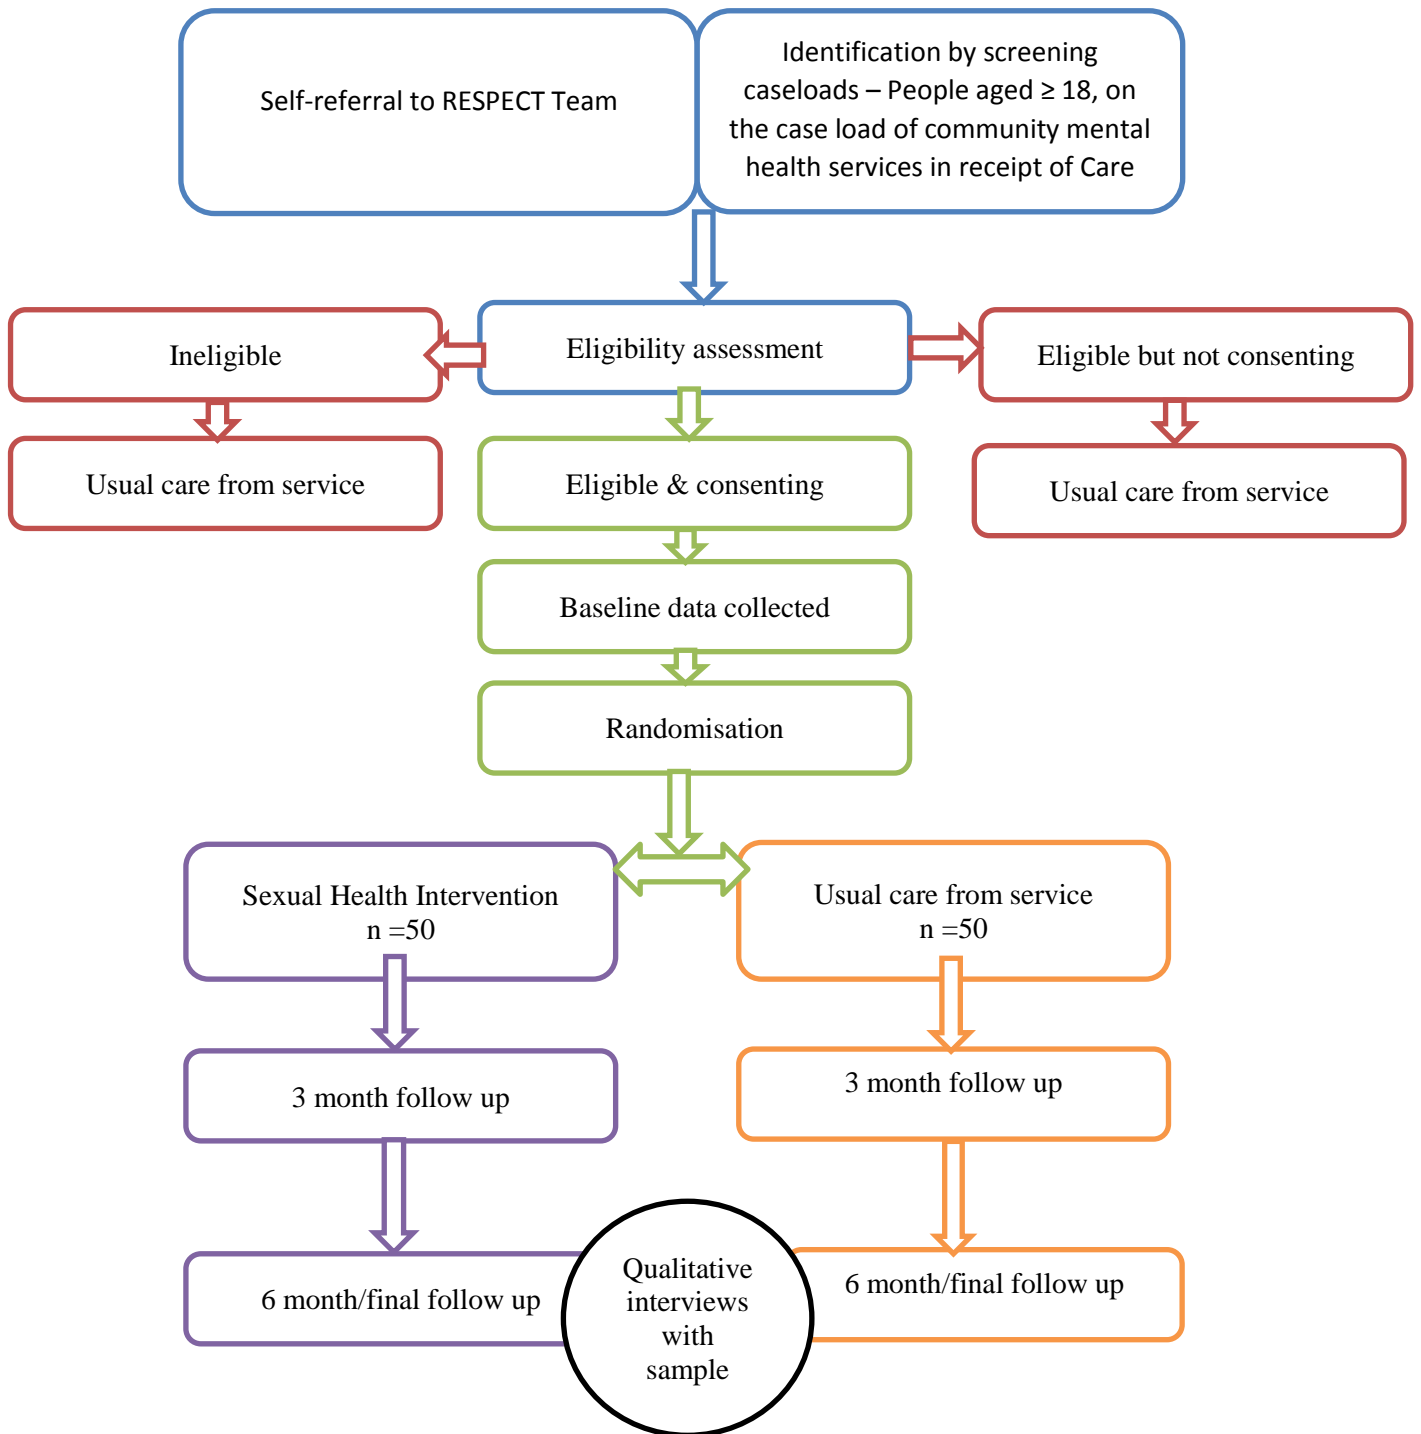 Self-referral to RESPECT Team
Identification by screening
caseloads – People aged ≥ 18, on
the case load of community mental
health services in receipt of Care
Ineligible
Eligibility assessment
Eligible but not consenting
Usual care from service
Eligible & consenting
Usual care from service
Baseline data collected
Randomisation
Sexual Health Intervention
n =50
Usual care from service
n =50
3 month follow up
3 month follow up
6 month/final follow up
Qualitative
interviews
with
sample
6 month/final follow up